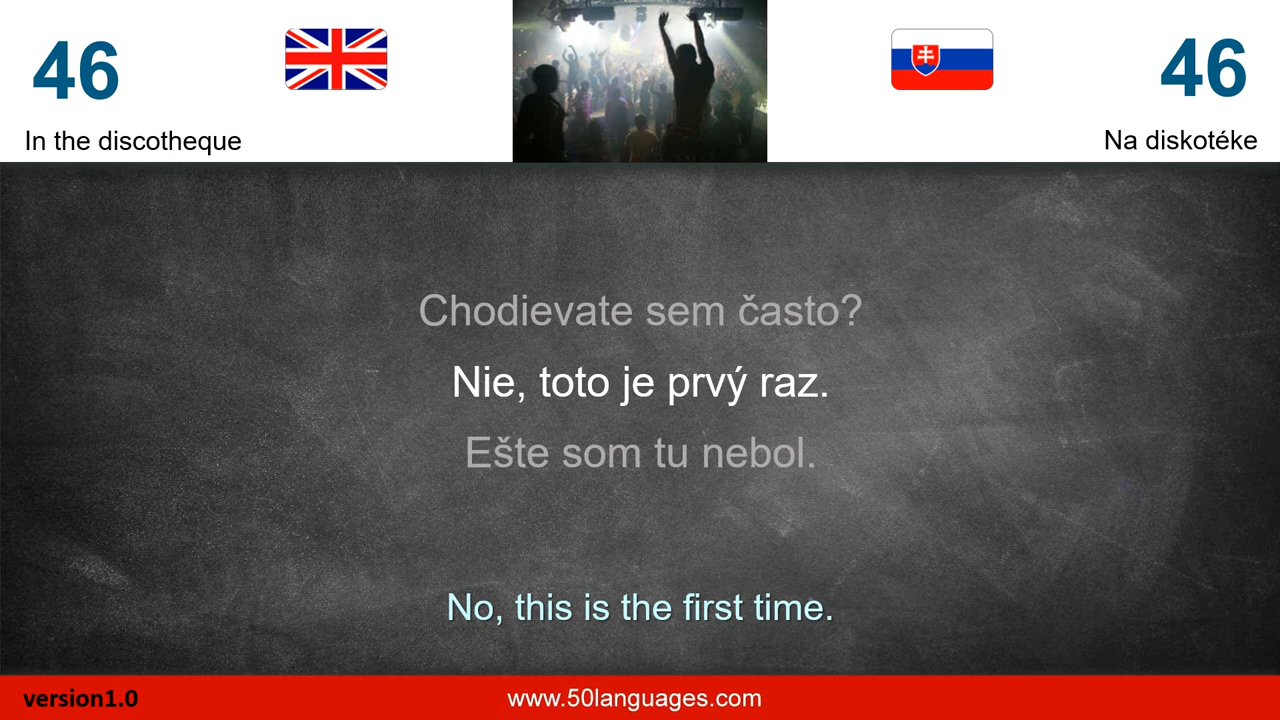 46
46
In the discotheque
Na diskotéke
Chodievate sem často?
Nie, toto je prvý raz.
Ešte som tu nebol.
No, this is the first time.
version1.0
www.50languages.com